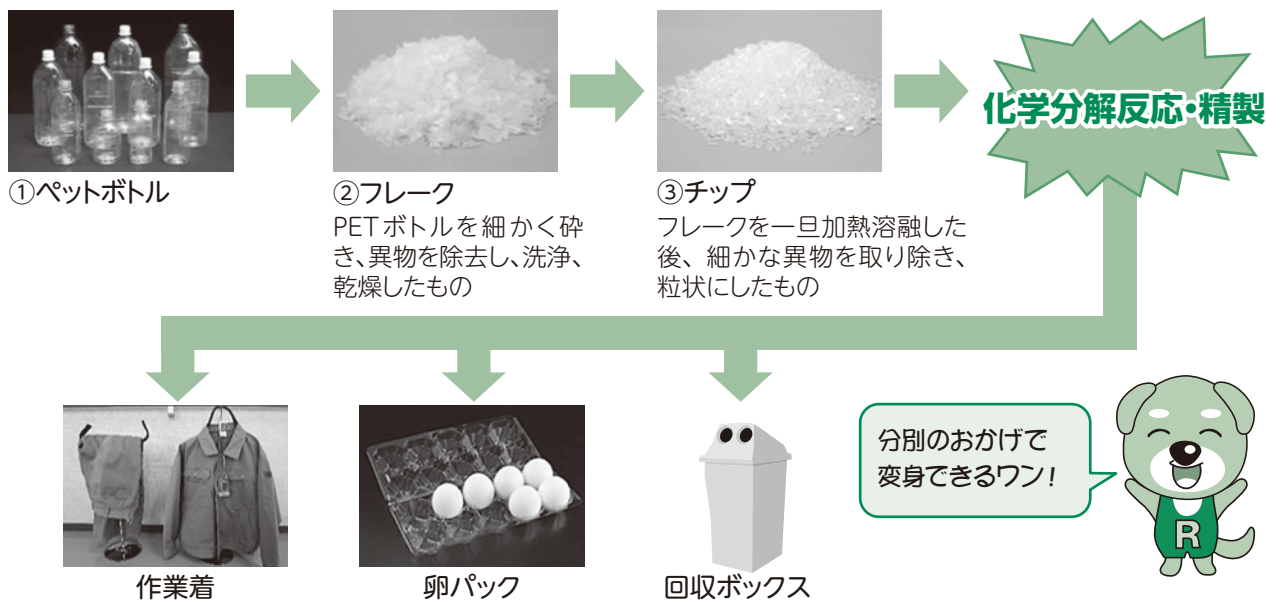 化学分解反応・精製
①ペットボトル
②フレーク
PETボトルを細かく砕
き、異物を除去し、洗浄、
乾燥したもの
③チップ
フレークを一旦加熱溶融した
後、細かな異物を取り除き、
粒状にしたもの
作業着
卵パック
回収ボックス
分別のおかげで
変身できるワン!
R